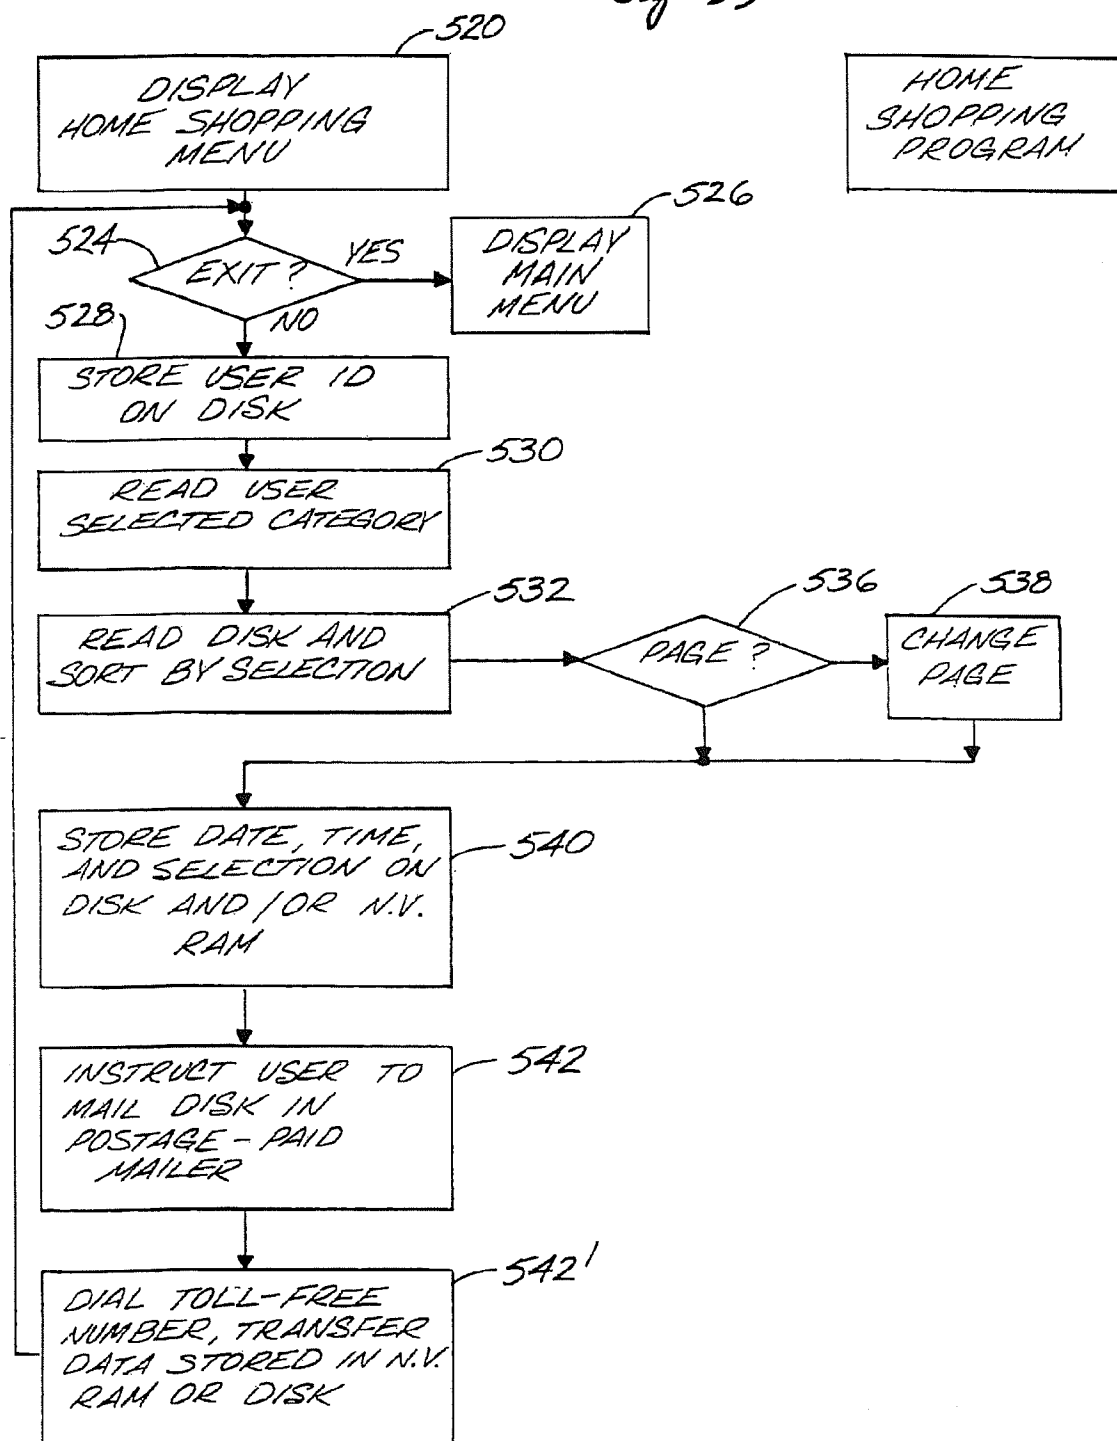 520
DISPLAY
HOME SHOPPING
MENU
HOME
SHOPPING
PROGRAM
524
EXIT?
YES
NO
526
DISPLAY
MAIN
MENU
528
STORE USER ID
ON DISK
530
READ USER
SELECTED CATEGORY
532
READ DISK AND
SORT BY SELECTION
536
PAGE?
538
CHANGE
PAGE
540
STORE DATE, TIME,
AND SELECTION ON
DISK AND/OR N.V.
RAM
542
INSTRUCT USER TO
MAIL DISK IN
POSTAGE-PAID
MAILER
542'
DIAL TOLL-FREE
NUMBER, TRANSFER
DATA STORED IN N.V.
RAM OR DISK